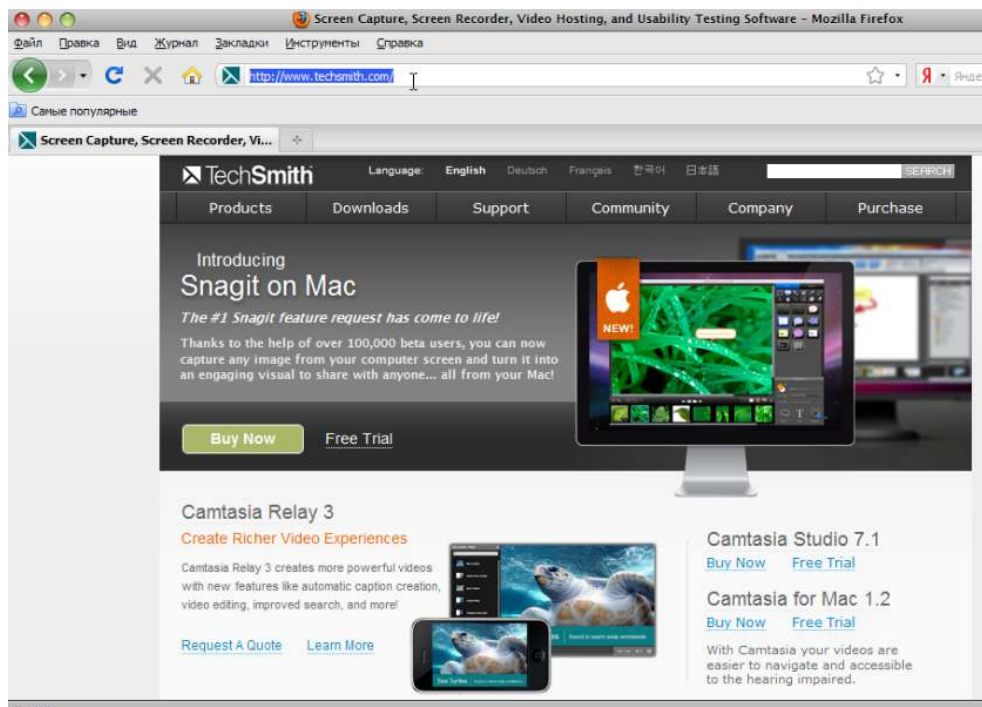 Screen Capture, Screen Recorder, Video Hosting, and Usability Testing Software – Mozilla Firefox
Файл Правка Вид Журнал Закладки Инструменты Справка
http://www.techsmith.com/
Я
Самые популярные
Screen Capture, Screen Recorder, Vi...
TechSmith
Language: English Deutsch Français 한국어 日本語 SEARCH
Products Downloads Support Community Company Purchase
Introducing
Snagit on Mac
The #1 Snagit feature request has come to life!
Thanks to the help of over 100,000 beta users, you can now
capture any image from your computer screen and turn it into
an engaging visual to share with anyone... all from your Mac!
NEW!
Buy Now Free Trial
Camtasia Relay 3
Create Richer Video Experiences
Camtasia Relay 3 creates more powerful videos
with new features like automatic caption creation,
video editing, improved search, and more!
Request A Quote Learn More
Camtasia Studio 7.1
Buy Now Free Trial
Camtasia for Mac 1.2
Buy Now Free Trial
With Camtasia your videos are
easier to navigate and accessible
to the hearing impaired.